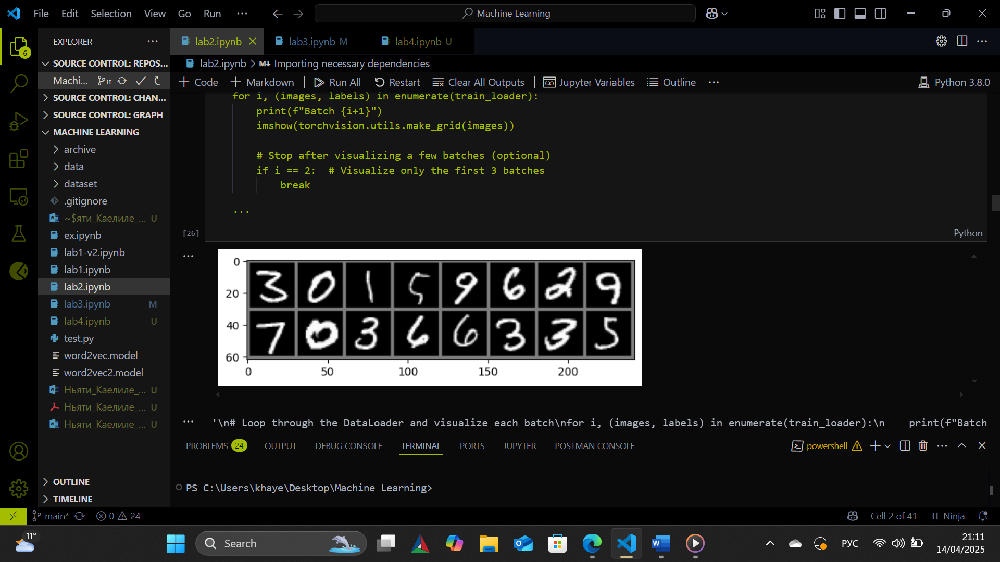 File Edit Selection View Go Run ··· Machine Learning
EXPLORER ···
lab2.ipynb lab3.ipynb M lab4.ipynb U
SOURCE CONTROL: REPOS...
Machi...
SOURCE CONTROL: CHAN...
SOURCE CONTROL: GRAPH
MACHINE LEARNING
archive
data
dataset
.gitignore
~$яти_Каелиле_... U
ex.ipynb
lab1-v2.ipynb
lab1.ipynb
lab2.ipynb
lab3.ipynb M
lab4.ipynb U
test.py
word2vec.model
word2vec2.model
Ньяти_Каелиле_... U
Ньяти_Каелиле_... U
Ньяти_Каелиле_... U
OUTLINE
TIMELINE
6
lab2.ipynb > M↓ Importing necessary dependencies
+ Code + Markdown Run All Restart Clear All Outputs Jupyter Variables Outline ··· Python 3.8.0
for i, (images, labels) in enumerate(train_loader):
print(f"Batch {i+1}")
imshow(torchvision.utils.make_grid(images))
# Stop after visualizing a few batches (optional)
if i == 2:  # Visualize only the first 3 batches
break
'''
[26] Python
0
20
40
60
3 0 1 5 9 6 2 9
7 0 3 6 6 3 3 5
0 50 100 150 200
'\n# Loop through the DataLoader and visualize each batch\nfor i, (images, labels) in enumerate(train_loader):\n    print(f"Batch
PROBLEMS 24 OUTPUT DEBUG CONSOLE TERMINAL PORTS JUPYTER POSTMAN CONSOLE powershell
PS C:\Users\khaye\Desktop\Machine Learning>
main* 0 24 Cell 2 of 41 Ninja
11° Search РУС 21:11
14/04/2025